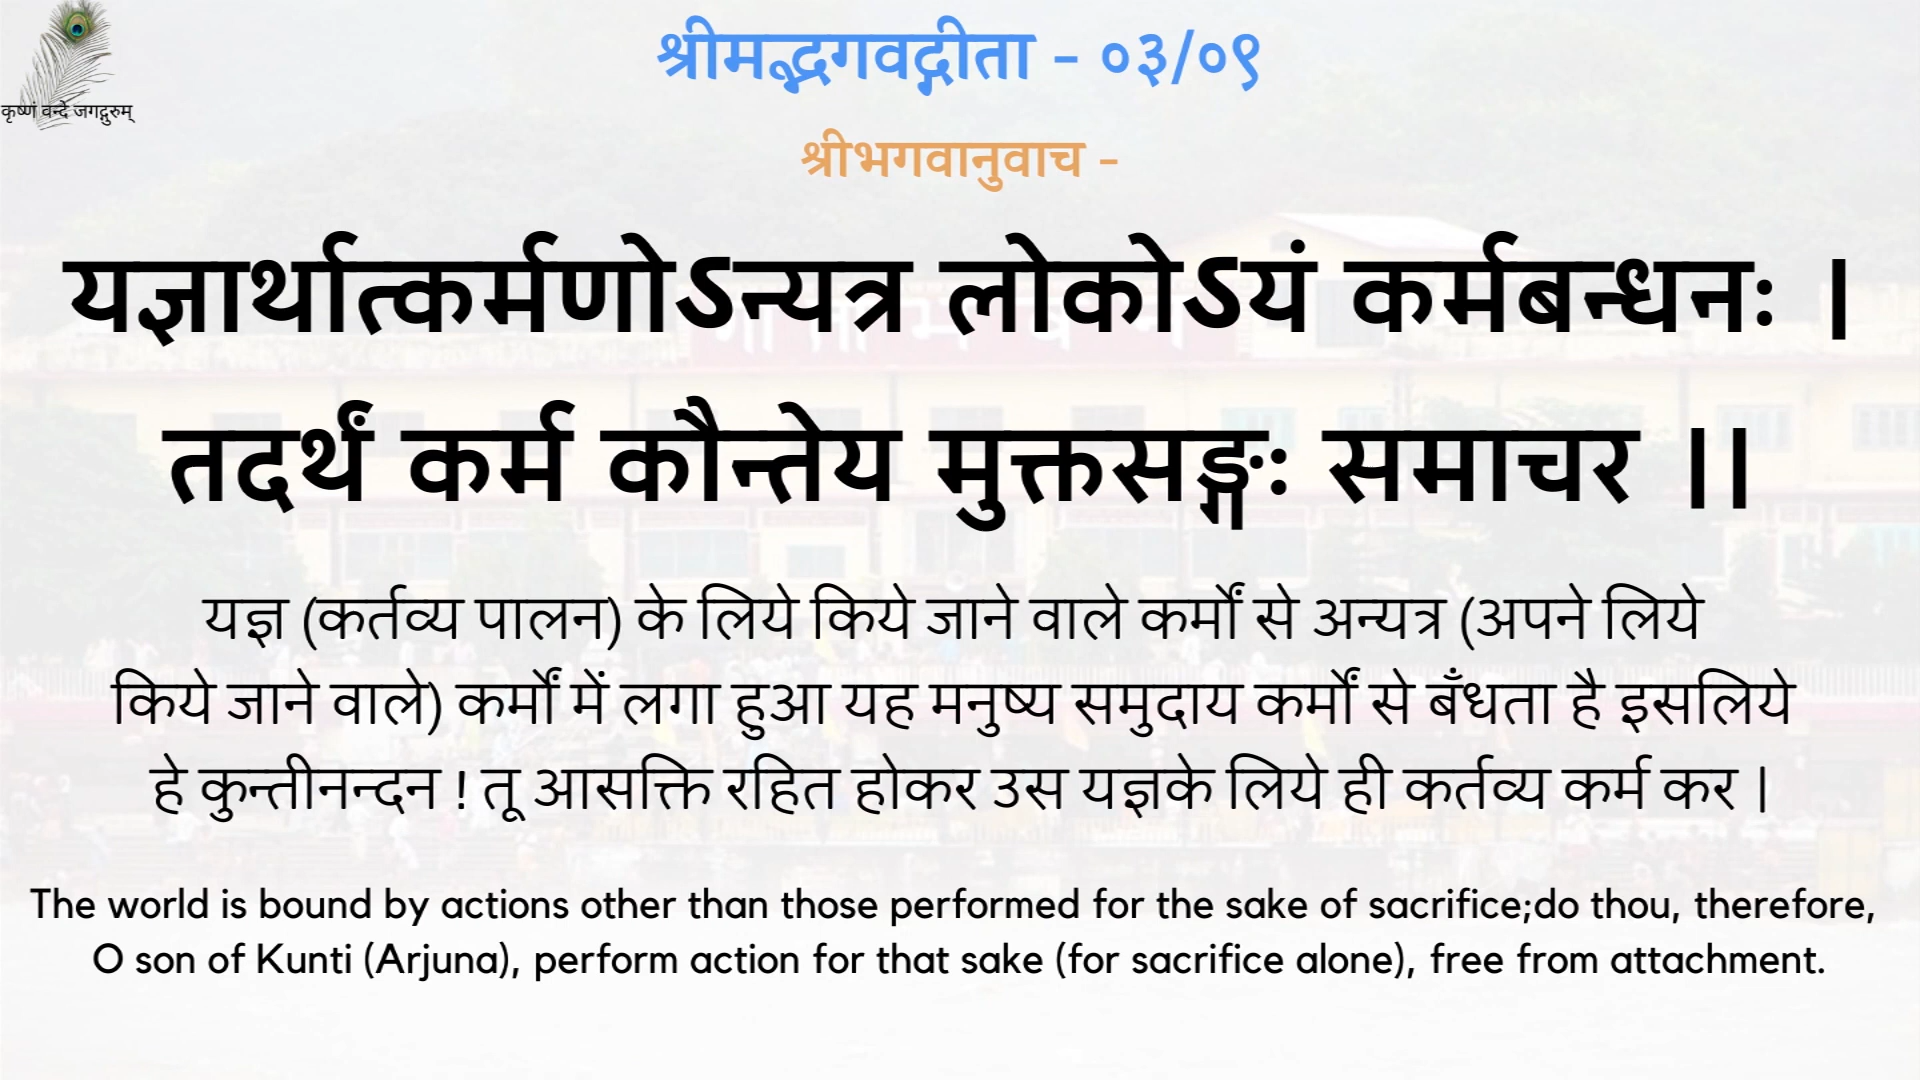 श्रीमद्भगवद्गीता - ०३/०९
कृष्णं वन्दे जगद्गुरुम्
श्रीभगवानुवाच -
यज्ञार्थात्कर्मणोऽन्यत्र लोकोऽयं कर्मबन्धनः ।
तदर्थं कर्म कौन्तेय मुक्तसङ्गः समाचर ।।
यज्ञ (कर्तव्य पालन) के लिये किये जाने वाले कर्मों से अन्यत्र (अपने लिये
किये जाने वाले) कर्मों में लगा हुआ यह मनुष्य समुदाय कर्मों से बँधता है इसलिये
हे कुन्तीनन्दन ! तू आसक्ति रहित होकर उस यज्ञके लिये ही कर्तव्य कर्म कर |
The world is bound by actions other than those performed for the sake of sacrifice;do thou, therefore,
O son of Kunti (Arjuna), perform action for that sake (for sacrifice alone), free from attachment.